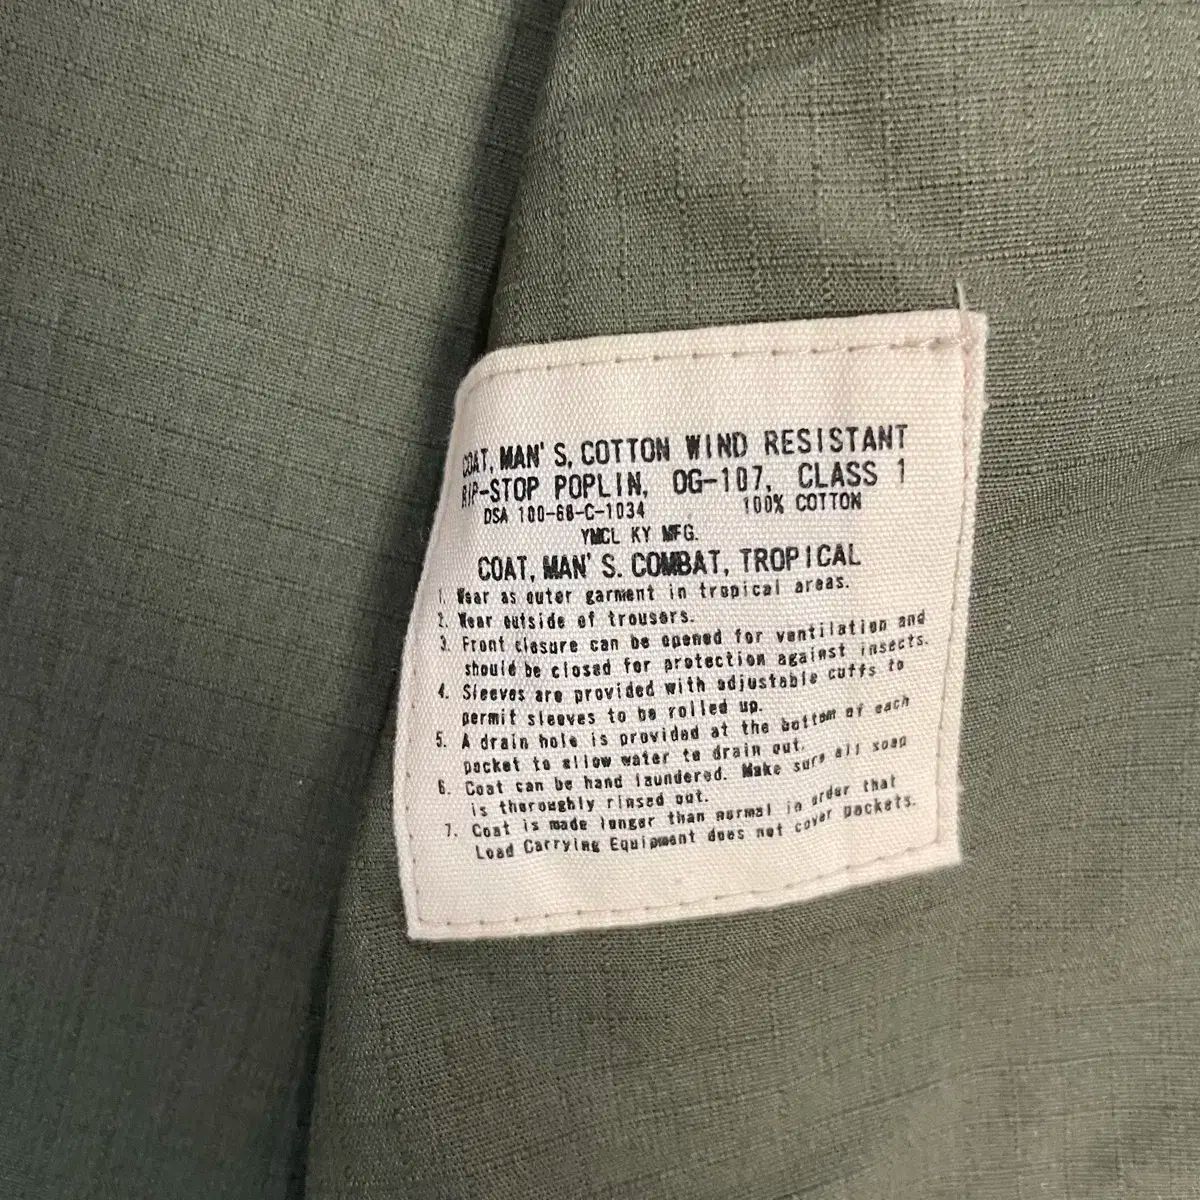 COAT, MAN'S, COTTON WIND RESISTANT
RIP-STOP POPLIN, OG-107, CLASS 1
DSA 100-68-C-1034 100% COTTON
YMCL KY MFG.
COAT, MAN'S. COMBAT, TROPICAL
1. Wear as outer garment in tropical areas.
2. Wear outside of trousers.
3. Front closure can be opened for ventilation and
should be closed for protection against insects.
4. Sleeves are provided with adjustable cuffs to
permit sleeves to be rolled up.
5. A drain hole is provided at the bottom of each
pocket to allow water to drain out.
6. Coat can be hand laundered. Make sure all soap
is thoroughly rinsed out.
7. Coat is made longer than normal in order that
Load Carrying Equipment does not cover pockets.